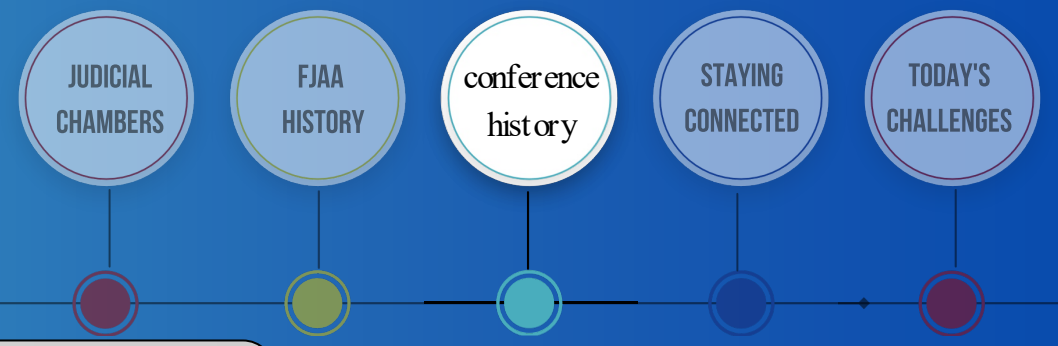 JUDICIAL
CHAMBERS
FJAA
HISTORY
conference
history
STAYING
CONNECTED
TODAY'S
CHALLENGES